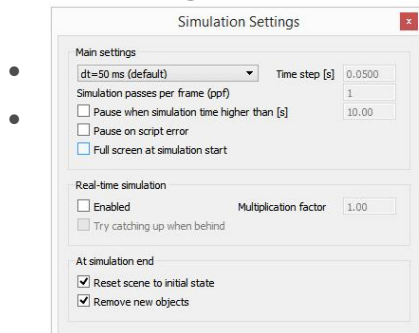 Simulation Settings
x
Main settings
dt=50 ms (default) Time step [s] 0.0500
Simulation passes per frame (ppf) 1
Pause when simulation time higher than [s] 10.00
Pause on script error
Full screen at simulation start
Real-time simulation
Enabled Multiplication factor 1.00
Try catching up when behind
At simulation end
Reset scene to initial state
Remove new objects